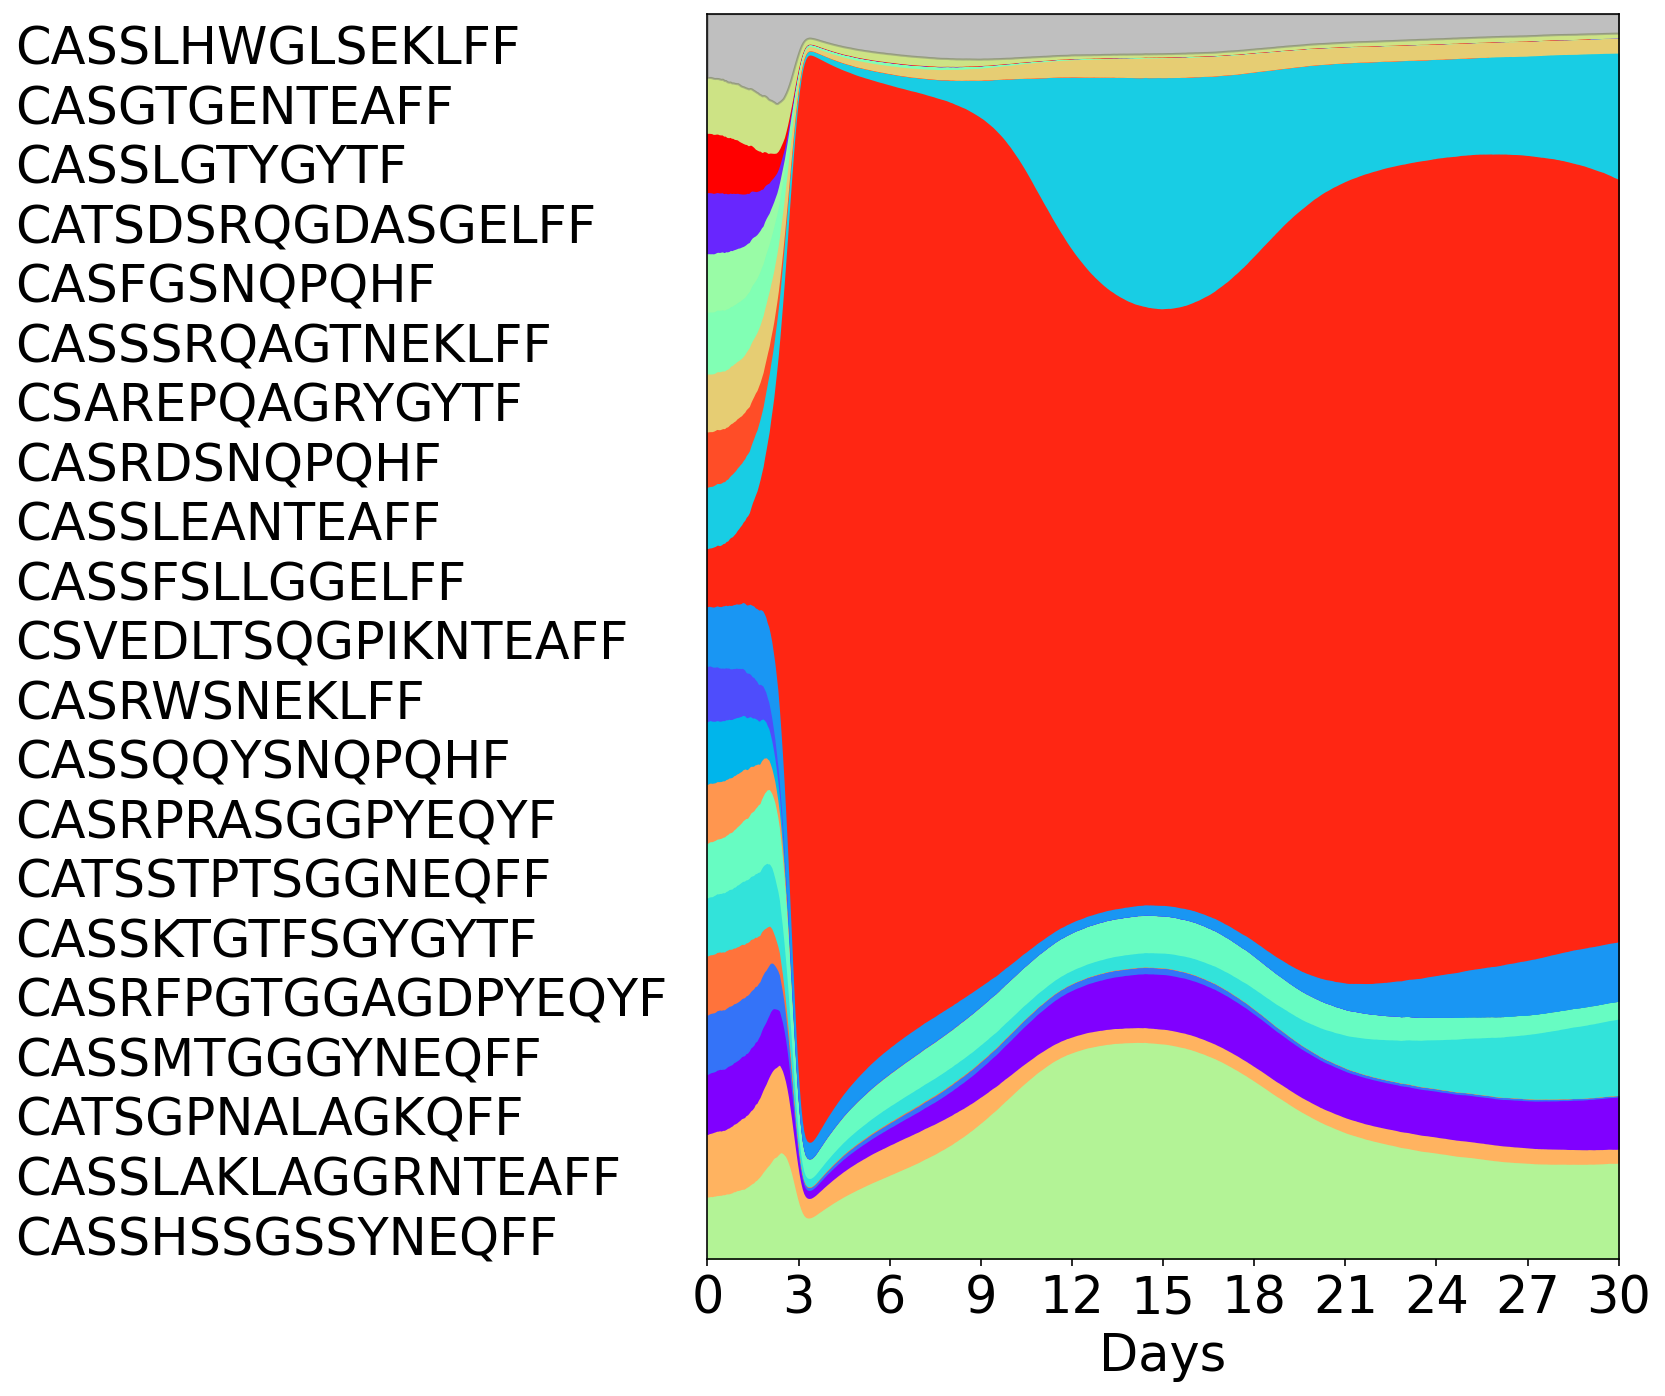 CASSLHWGLSEKLFF
CASGTGENTEAFF
CASSLGTYGYTF
CATSDSRQGDASGELFF
CASFGSNQPQHF
CASSSRQAGTNEKLFF
CSAREPQAGRYGYTF
CASRDSNQPQHF
CASSLEANTEAFF
CASSFSLLGGELFF
CSVEDLTSQGPIKNTEAFF
CASRWSNEKLFF
CASSQQYSNQPQHF
CASRPRASGGPYEQYF
CATSSTPTSGGNEQFF
CASSKTGTFSGYGYTF
CASRFPGTGGAGDPYEQYF
CASSMTGGGYNEQFF
CATSGPNALAGKQFF
CASSLAKLAGGRNTEAFF
CASSHSSGSSYNEQFF
0 3 6 9 12 15 18 21 24 27 30
Days